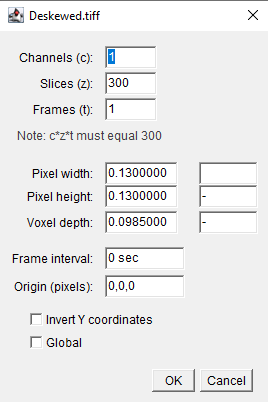 Deskewed.tiff
Channels (c): 1
Slices (z): 300
Frames (t): 1
Note: c*z*t must equal 300
Pixel width: 0.1300000
Pixel height: 0.1300000 -
Voxel depth: 0.0985000 -
Frame interval: 0 sec
Origin (pixels): 0,0,0
Invert Y coordinates
Global
OK Cancel